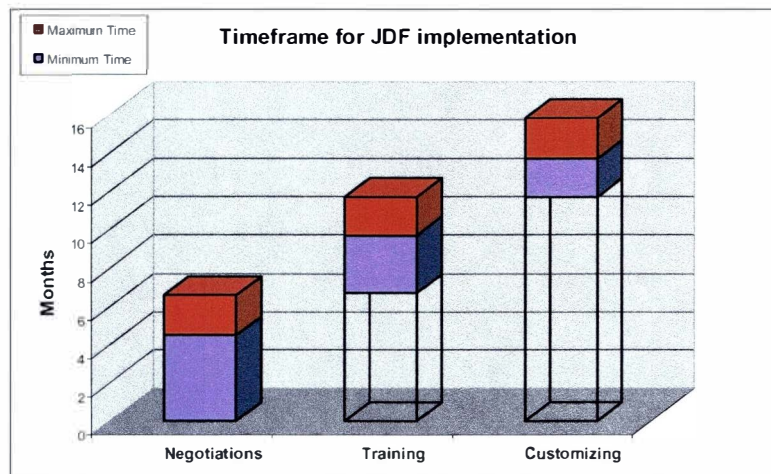 Maximum Time
Minimum Time
Timeframe for JDF implementation
Months
16
14
12
10
8
6
4
2
0
Negotiations
Training
Customizing